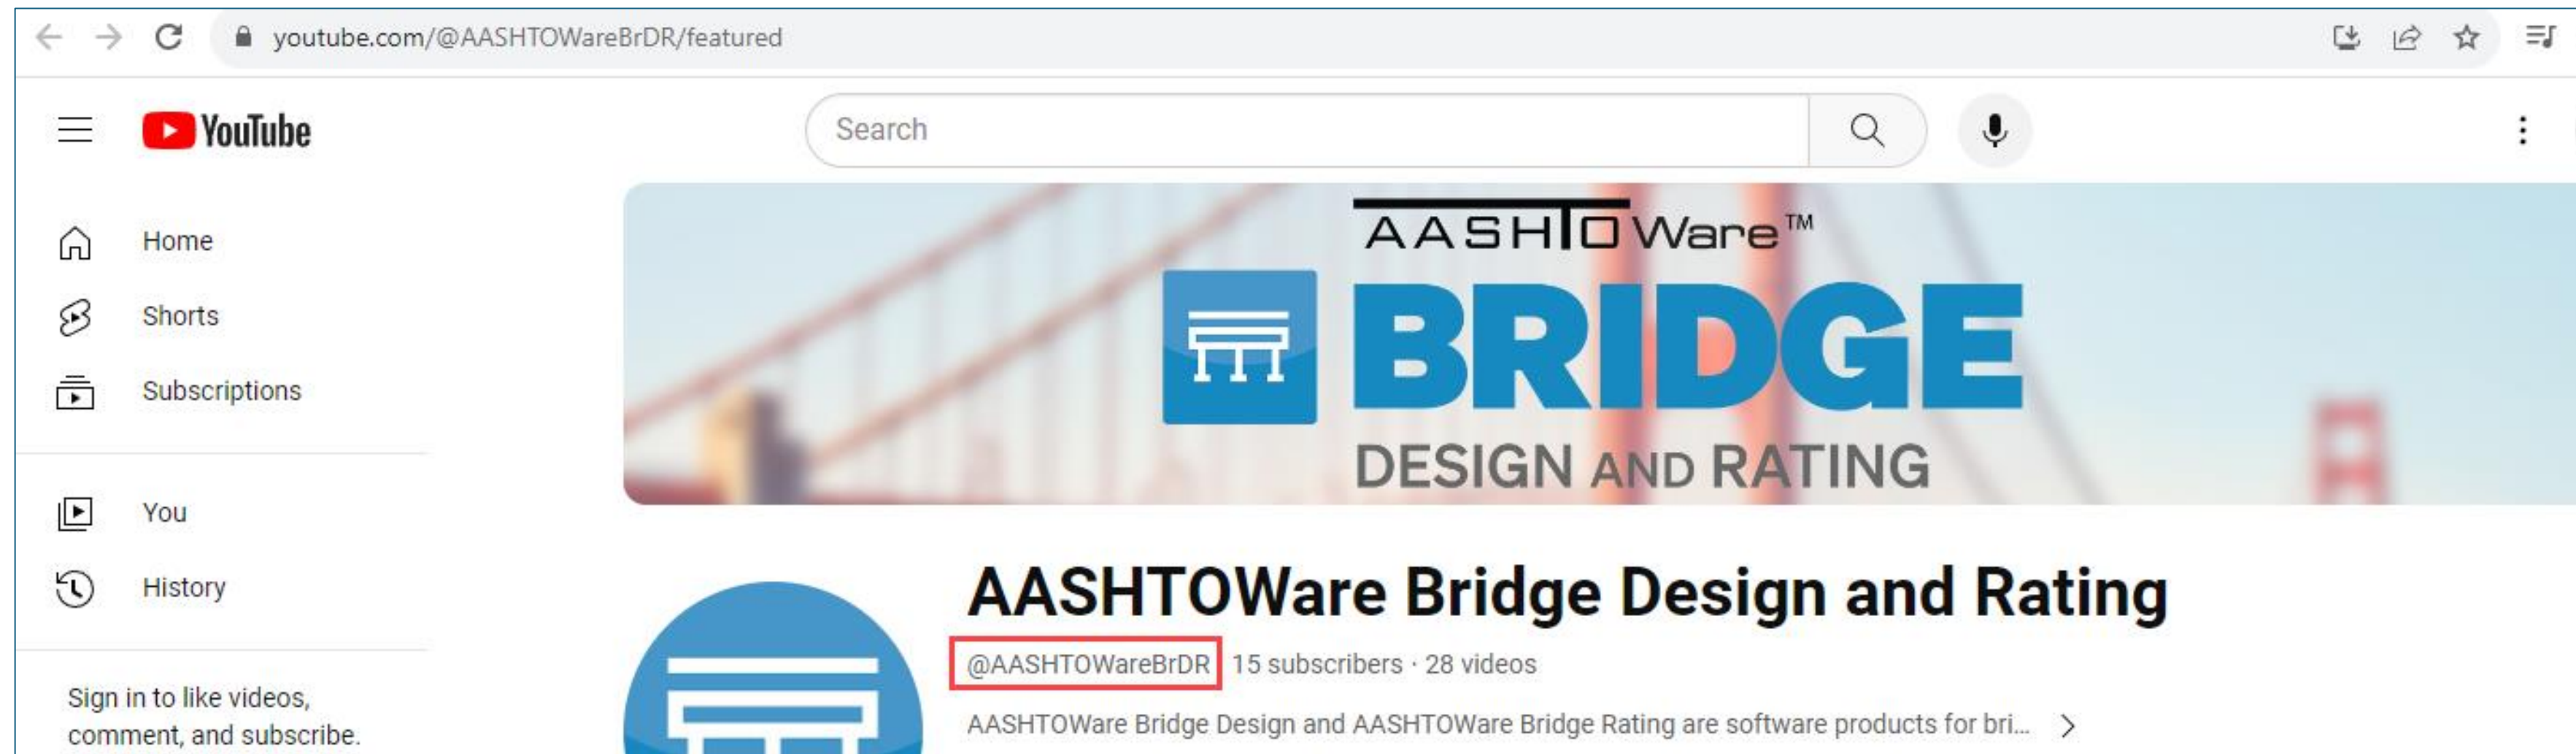 youtube.com/@AASHTOWareBrDR/featured
YouTube
Search
Home
Shorts
Subscriptions
You
History
Sign in to like videos,
comment, and subscribe.
AASHTOWare™
BRIDGE
DESIGN AND RATING
AASHTOWare Bridge Design and Rating
@AASHTOWareBrDR 15 subscribers · 28 videos
AASHTOWare Bridge Design and AASHTOWare Bridge Rating are software products for bri...